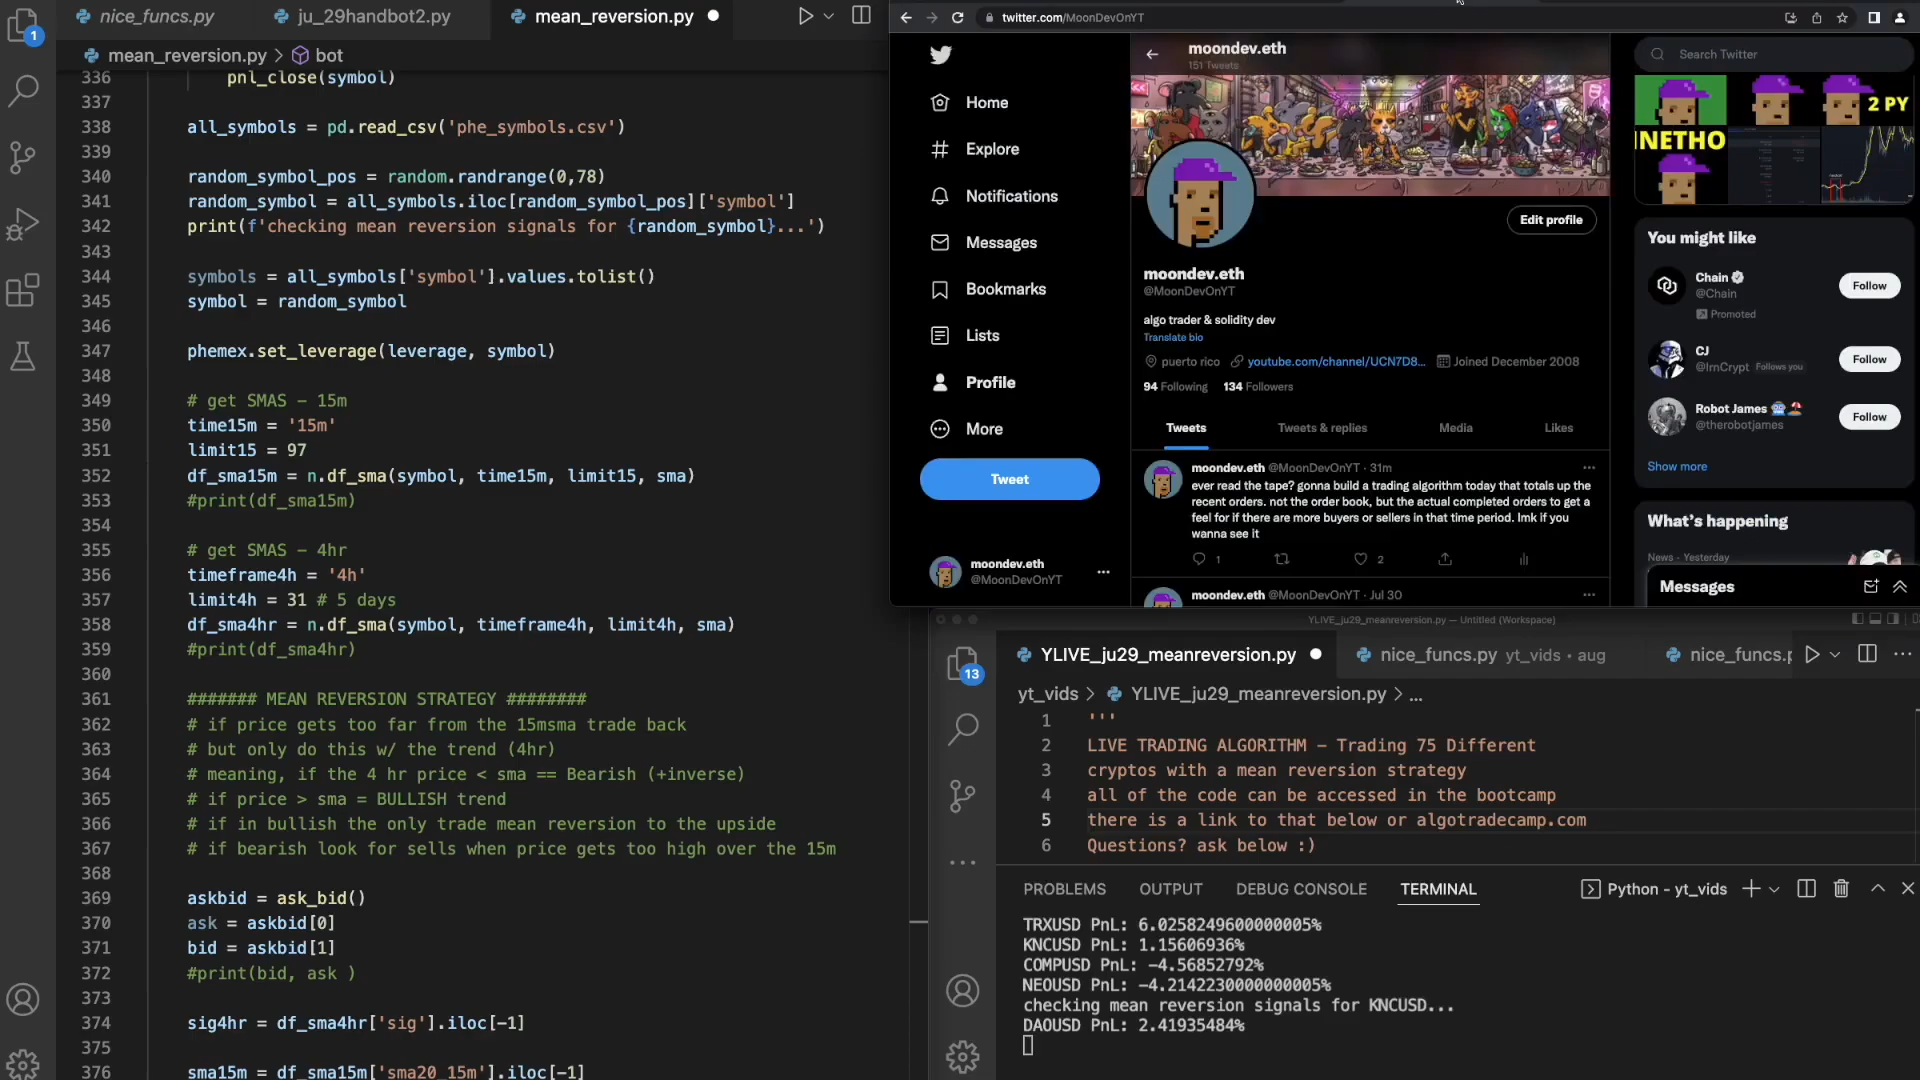 nice_funcs.py
ju_29handbot2.py
mean_reversion.py
mean_reversion.py > bot
1
336 pnl_close(symbol)
337
338 all_symbols = pd.read_csv('phe_symbols.csv')
339
340 random_symbol_pos = random.randrange(0,78)
341 random_symbol = all_symbols.iloc[random_symbol_pos]['symbol']
342 print(f'checking mean reversion signals for {random_symbol}...')
343
344 symbols = all_symbols['symbol'].values.tolist()
345 symbol = random_symbol
346
347 phemex.set_leverage(leverage, symbol)
348
349 # get SMAS - 15m
350 time15m = '15m'
351 limit15 = 97
352 df_sma15m = n.df_sma(symbol, time15m, limit15, sma)
353 #print(df_sma15m)
354
355 # get SMAS - 4hr
356 timeframe4h = '4h'
357 limit4h = 31 # 5 days
358 df_sma4hr = n.df_sma(symbol, timeframe4h, limit4h, sma)
359 #print(df_sma4hr)
360
361 ####### MEAN REVERSION STRATEGY ########
362 # if price gets too far from the 15msma trade back
363 # but only do this w/ the trend (4hr)
364 # meaning, if the 4 hr price < sma == Bearish (+inverse)
365 # if price > sma = BULLISH trend
366 # if in bullish the only trade mean reversion to the upside
367 # if bearish look for sells when price gets too high over the 15m
368
369 askbid = ask_bid()
370 ask = askbid[0]
371 bid = askbid[1]
372 #print(bid, ask )
373
374 sig4hr = df_sma4hr['sig'].iloc[-1]
375
376 sma15m = df_sma15m['sma20_15m'].iloc[-1]
twitter.com/MoonDevOnYT
Home
Explore
Notifications
Messages
Bookmarks
Lists
Profile
More
Tweet
moondev.eth
@MoonDevOnYT
moondev.eth
151 Tweets
Edit profile
moondev.eth
@MoonDevOnYT
algo trader & solidity dev
Translate bio
puerto rico youtube.com/channel/UCN7D8... Joined December 2008
94 Following 134 Followers
Tweets Tweets & replies Media Likes
moondev.eth @MoonDevOnYT · 31m
ever read the tape? gonna build a trading algorithm today that totals up the
recent orders. not the order book, but the actual completed orders to get a
feel for if there are more buyers or sellers in that time period. lmk if you
wanna see it
1 2
moondev.eth @MoonDevOnYT · Jul 30
Search Twitter
2 PY
INETHO
You might like
Chain
@Chain
Follow
Promoted
CJ
@IrnCrypt Follows you
Follow
Robot James
@therobotjames
Follow
Show more
What's happening
News · Yesterday
Messages
YLIVE_ju29_meanreversion.py — Untitled (Workspace)
YLIVE_ju29_meanreversion.py
nice_funcs.py yt_vids • aug
nice_funcs.p
13
yt_vids > YLIVE_ju29_meanreversion.py > ...
1 '''
2 LIVE TRADING ALGORITHM - Trading 75 Different
3 cryptos with a mean reversion strategy
4 all of the code can be accessed in the bootcamp
5 there is a link to that below or algotradecamp.com
6 Questions? ask below :)
PROBLEMS OUTPUT DEBUG CONSOLE TERMINAL Python - yt_vids
TRXUSD PnL: 6.0258249600000005%
KNCUSD PnL: 1.15606936%
COMPUSD PnL: -4.56852792%
NEOUSD PnL: -4.2142230000000005%
checking mean reversion signals for KNCUSD...
DAOUSD PnL: 2.41935484%